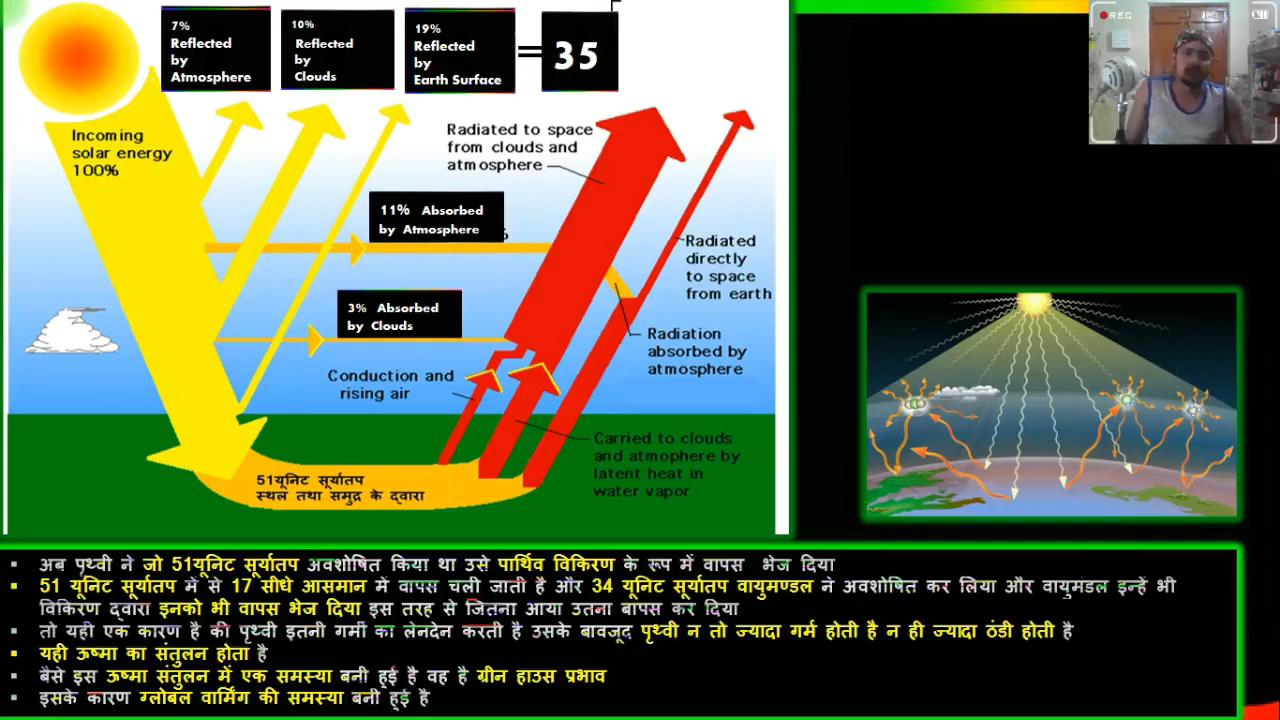 7%
Reflected
by
Atmosphere
10%
Reflected
by
Clouds
19%
Reflected
by
Earth Surface
=
35
REC
Incoming
solar energy
100%
Radiated to space
from clouds and
atmosphere
11% Absorbed
by Atmosphere
%
Radiated
directly
to space
from earth
3% Absorbed
by Clouds
Radiation
absorbed by
atmosphere
Conduction and
rising air
Carried to clouds
and atmophere by
latent heat in
water vapor
51यूनिट सूर्यातप
स्थल तथा समुद्र के द्वारा
अब पृथ्वी ने जो 51यूनिट सूर्यातप अवशोषित किया था उसे पार्थिव विकिरण के रूप में वापस भेज दिया
51 यूनिट सूर्यातप में से 17 सीधे आसमान में वापस चली जाती है और 34 यूनिट सूर्यातप वायुमण्डल ने अवशोषित कर लिया और वायुमंडल इन्हें भी
विकिरण द्वारा इनको भी वापस भेज दिया इस तरह से जितना आया उतना बापस कर दिया
तो यही एक कारण है की पृथ्वी इतनी गर्मी का लेनदेन करती है उसके बावजूद पृथ्वी न तो ज्यादा गर्म होती है न ही ज्यादा ठंडी होती है
यही ऊष्मा का संतुलन होता है
बैसे इस ऊष्मा संतुलन में एक समस्या बनी हुई है वह है ग्रीन हाउस प्रभाव
इसके कारण ग्लोबल वार्मिंग की समस्या बनी हुई है